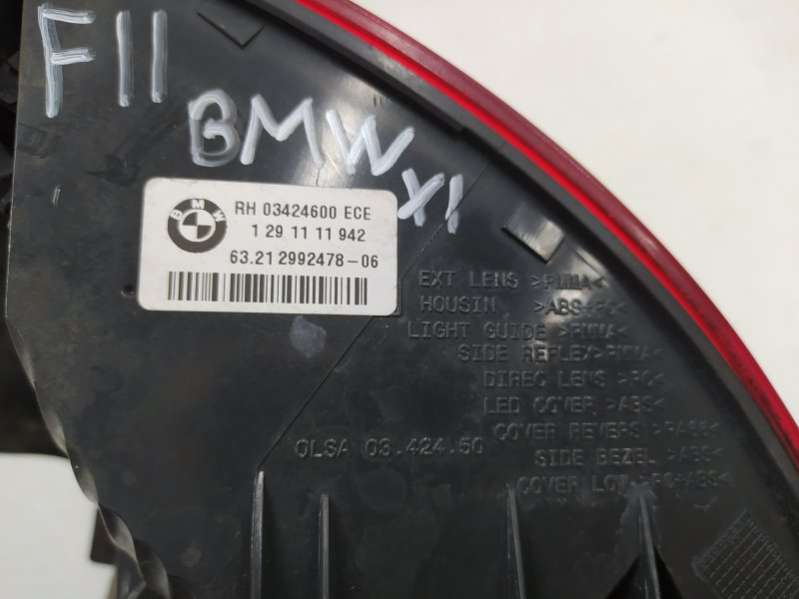 F11
BMW
X1
BMW
RH 03424600 ECE
1 29 11 11 942
63.21 2992478-06
EXT LENS >PMMA<
HOUSIN >ABS+PC<
LIGHT GUIDE >PMMA<
SIDE REFLEX >PMMA<
DIREC LENS >PC<
LED COVER >ABS<
COVER REVERS >PABS<
OLSA 03.424.50
SIDE BEZEL >ABS<
COVER LOW >PC+ABS<